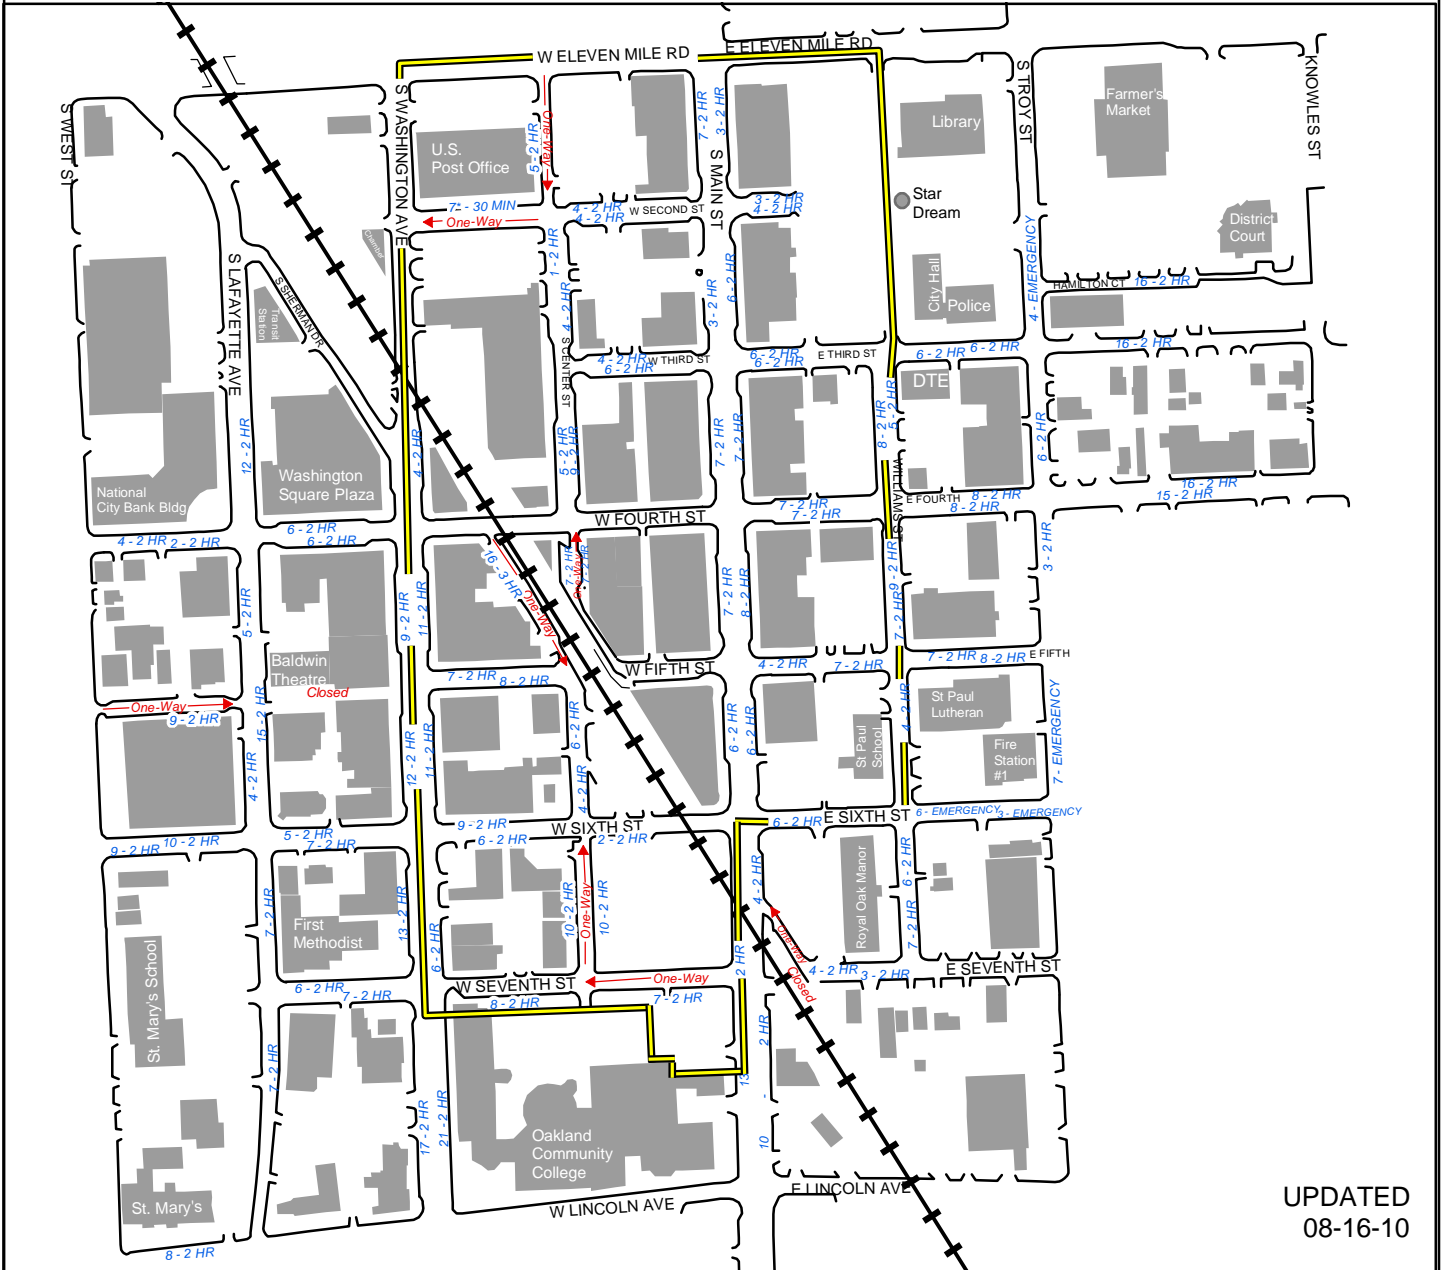 W ELEVEN MILE RD
E ELEVEN MILE RD
S WEST ST
S WASHINGTON AVE
One-Way
5 - 2 HR
7 - 2 HR
3 - 2 HR
S TROY ST
Farmer's
Market
KNOWLES ST
Library
U.S.
Post Office
S MAIN ST
7* - 30 MIN
One-Way
4 - 2 HR
4 - 2 HR
W SECOND ST
3 - 2 HR
4 - 2 HR
Star
Dream
District
Court
Chamber
1 - 2 HR
4 - EMERGENCY
S LAFAYETTE AVE
S SHERMAN DR
Transit
Station
4 - 2 HR
3 - 2 HR
6 - 2 HR
City Hall
Police
HAMILTON CT
16 - 2 HR
S CENTER ST
4 - 2 HR
W THIRD ST
6 - 2 HR
6 - 2 HR
6 - 2 HR
E THIRD ST
6 - 2 HR
6 - 2 HR
16 - 2 HR
DTE
12 - 2 HR
4 - 2 HR
5 - 2 HR
9 - 2 HR
7 - 2 HR
7 - 2 HR
8 - 2 HR
5 - 2 HR
6 - 2 HR
Washington
Square Plaza
National
City Bank Bldg
WILLIAMS ST
16 - 2 HR
15 - 2 HR
E FOURTH
8 - 2 HR
8 - 2 HR
7 - 2 HR
7 - 2 HR
W FOURTH ST
6 - 2 HR
6 - 2 HR
4 - 2 HR
2 - 2 HR
3 - 2 HR
16 - 3 HR
One-Way
7 - 2 HR
7 - 2 HR
One-Way
5 - 2 HR
9 - 2 HR
11 - 2 HR
7 - 2 HR
8 - 2 HR
9 - 2 HR
7 - 2 HR
Baldwin
Theatre
Closed
7 - 2 HR
8 - 2 HR
W FIFTH ST
4 - 2 HR
7 - 2 HR
7 - 2 HR
8 - 2 HR
E FIFTH
One-Way
9 - 2 HR
15 - 2 HR
4 - 2 HR
St Paul
Lutheran
7 - EMERGENCY
12 - 2 HR
11 - 2 HR
6 - 2 HR
6 - 2 HR
6 - 2 HR
St Paul
School
Fire
Station
#1
4 - 2 HR
4 - 2 HR
10 - 2 HR
9 - 2 HR
5 - 2 HR
7 - 2 HR
9 - 2 HR
6 - 2 HR
W SIXTH ST
2 - 2 HR
6 - 2 HR
E SIXTH ST
6 - EMERGENCY
3 - EMERGENCY
7 - 2 HR
First
Methodist
13 - 2 HR
6 - 2 HR
10 - 2 HR
One-Way
10 - 2 HR
4 - 2 HR
One-Way
Closed
Royal Oak Manor
6 - 2 HR
7 - 2 HR
St. Mary's School
6 - 2 HR
7 - 2 HR
W SEVENTH ST
8 - 2 HR
One-Way
7 - 2 HR
2 HR
13
4 - 2 HR
3 - 2 HR
E SEVENTH ST
7 - 2 HR
17 - 2 HR
21 - 2 HR
Oakland
Community
College
10 - 2 HR
St. Mary's
8 - 2 HR
W LINCOLN AVE
E LINCOLN AVE
UPDATED
08-16-10